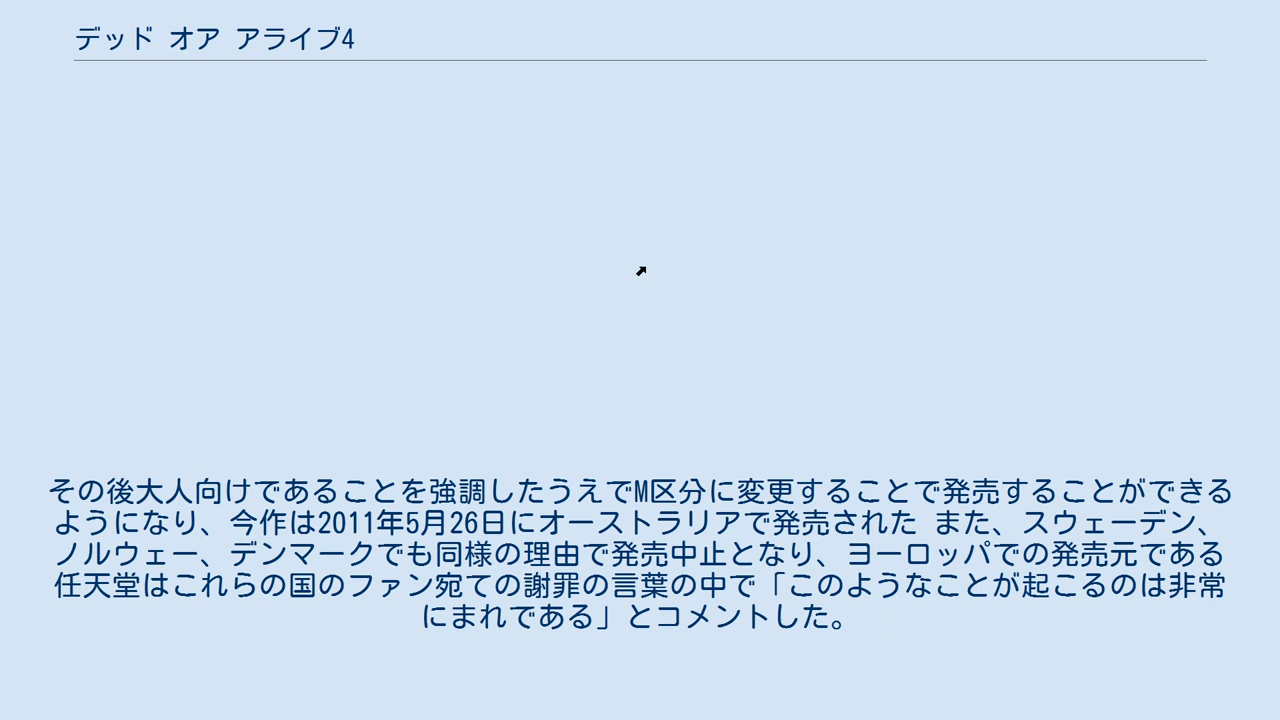 デッド オア アライブ4
その後大人向けであることを強調したうえでM区分に変更することで発売することができる
ようになり、今作は2011年5月26日にオーストラリアで発売された また、スウェーデン、
ノルウェー、デンマークでも同様の理由で発売中止となり、ヨーロッパでの発売元である
任天堂はこれらの国のファン宛ての謝罪の言葉の中で「このようなことが起こるのは非常
にまれである」とコメントした。